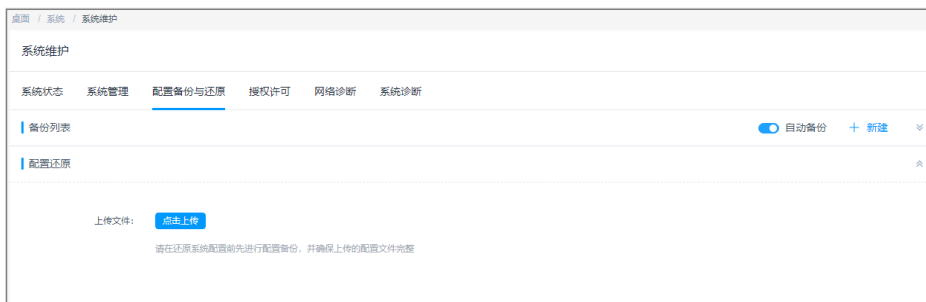 桌面 / 系统 / 系统维护
系统维护
系统状态 系统管理 配置备份与还原 授权许可 网络诊断 系统诊断
备份列表 自动备份 + 新建
配置还原
上传文件: 点击上传
请在还原系统配置前先进行配置备份，并确保上传的配置文件完整